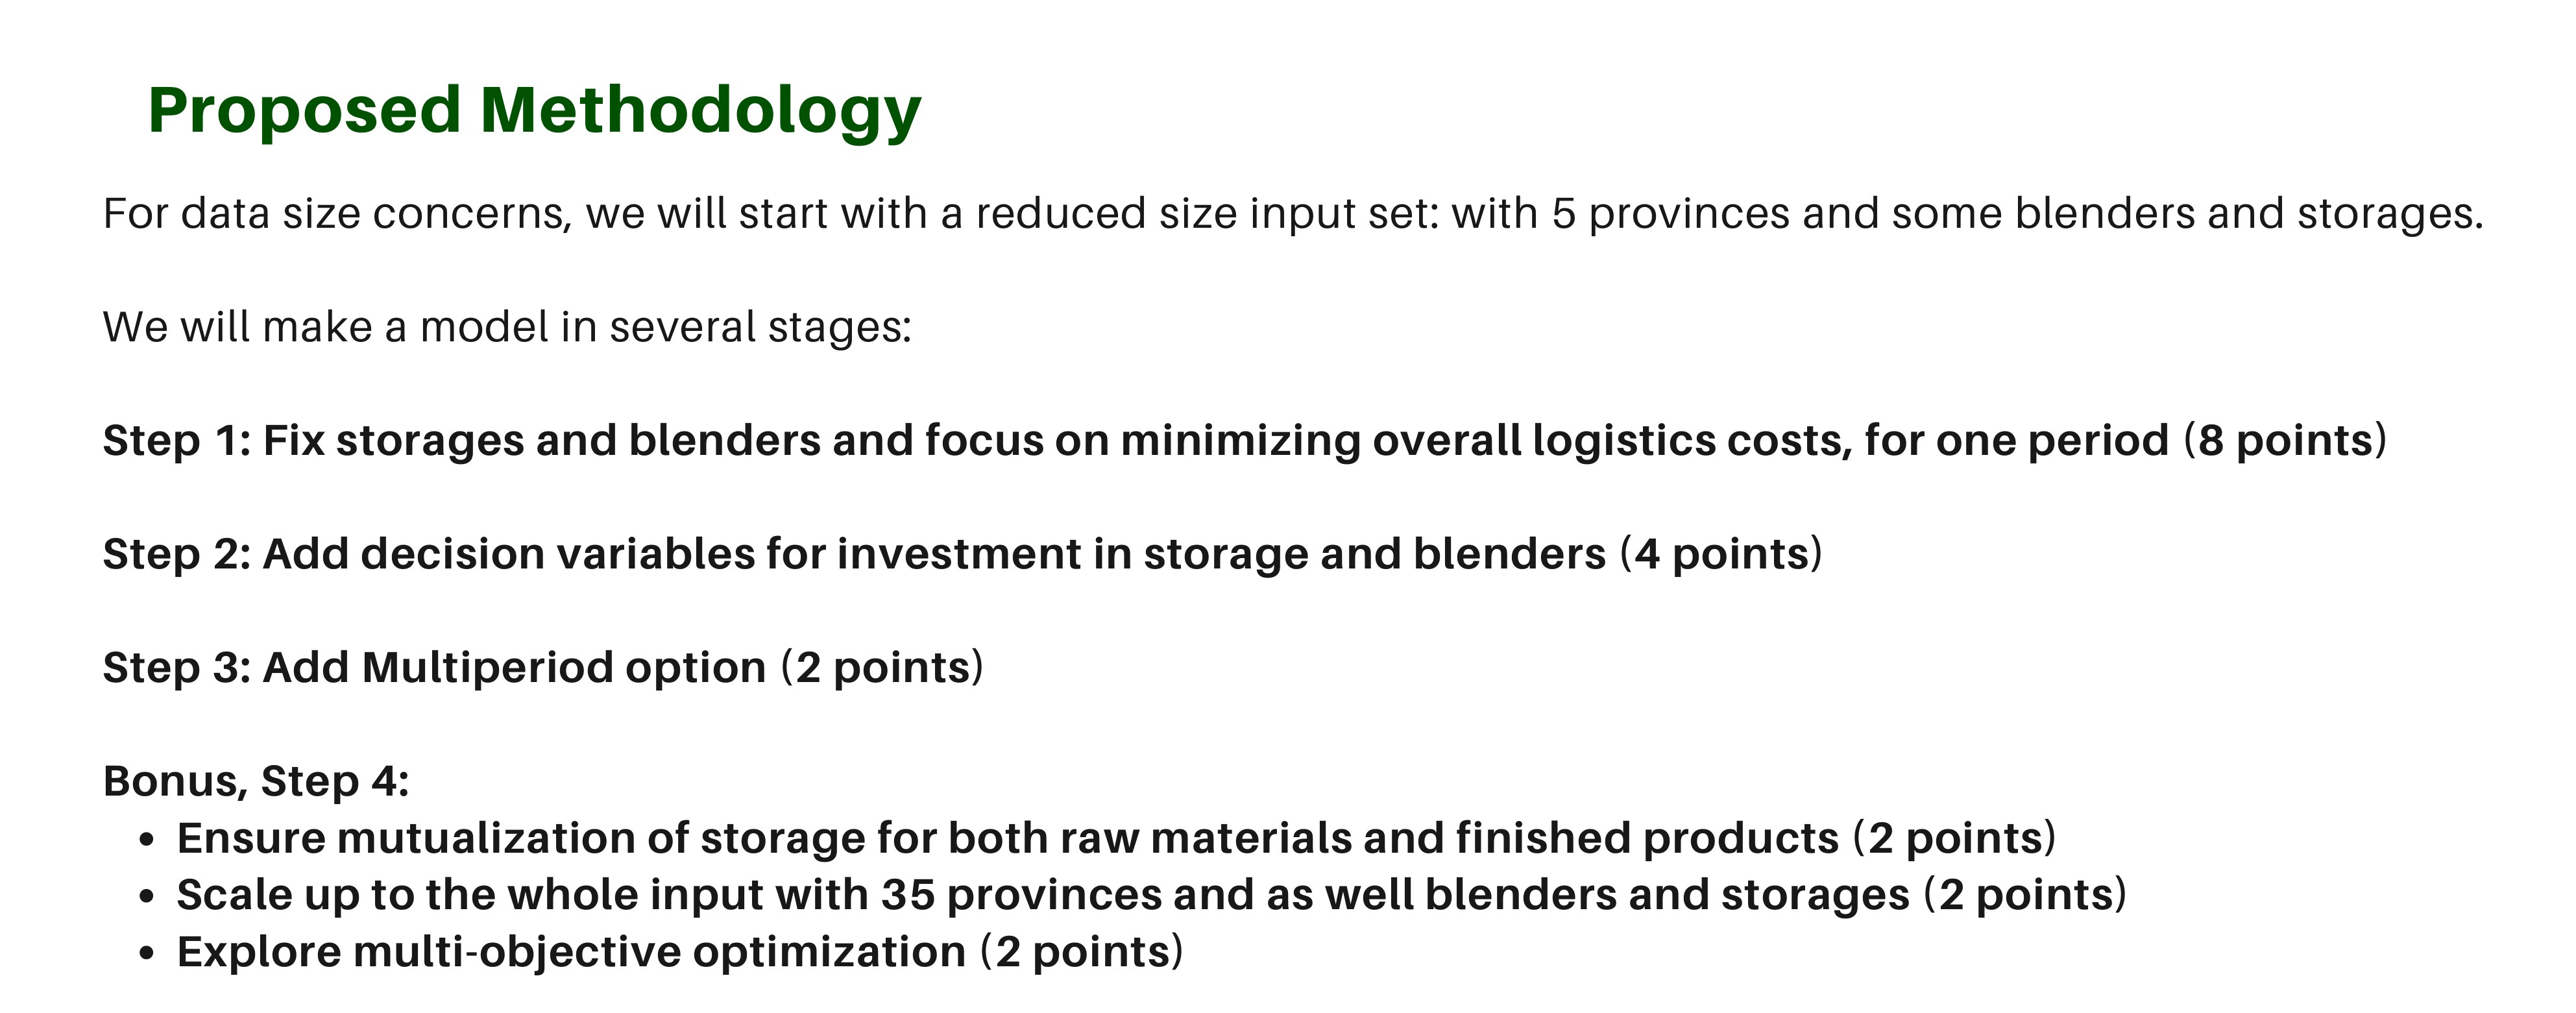 Proposed Methodology
For data size concerns, we will start with a reduced size input set: with 5 provinces and some blenders and storages.
We will make a model in several stages:
Step 1: Fix storages and blenders and focus on minimizing overall logistics costs, for one period (8 points)
Step 2: Add decision variables for investment in storage and blenders (4 points)
Step 3: Add Multiperiod option (2 points)
Bonus, Step 4:
• Ensure mutualization of storage for both raw materials and finished products (2 points)
• Scale up to the whole input with 35 provinces and as well blenders and storages (2 points)
• Explore multi-objective optimization (2 points)